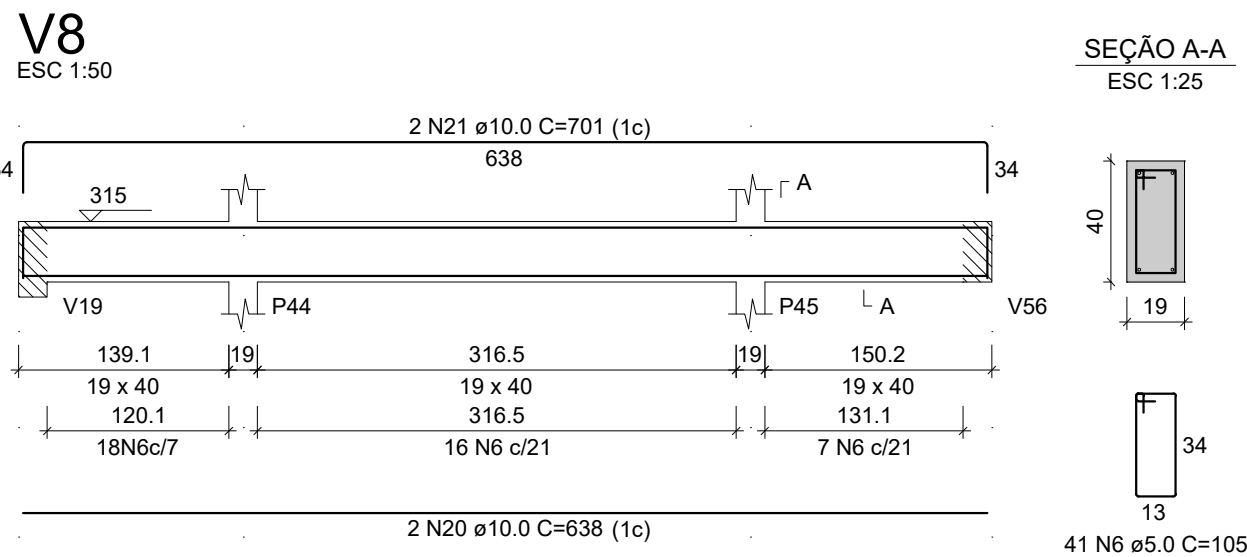 V8
ESC 1:50
SEÇÃO A-A
ESC 1:25
2 N21 ø10.0 C=701 (1c)
638
34
A
315
40
V19
P44
P45
A
V56
19
139.1
19
316.5
19
150.2
19 x 40
19 x 40
19 x 40
120.1
316.5
131.1
18N6c/7
16 N6 c/21
7 N6 c/21
34
13
2 N20 ø10.0 C=638 (1c)
41 N6 ø5.0 C=105